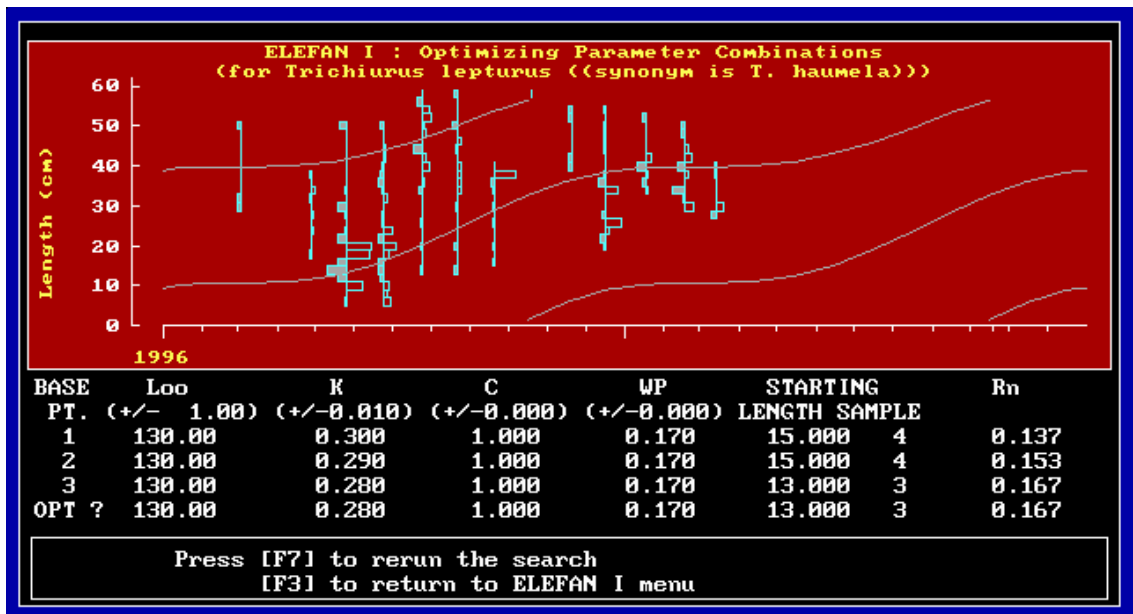 ELEFAN I : Optimizing Parameter Combinations
(for Trichiurus lepturus ((synonym is T. haumela)))
60
50
40
30
20
10
0
Length (cm)
1996
BASE Loo K C WP STARTING Rn
PT. (+/- 1.00) (+/-0.010) (+/-0.000) (+/-0.000) LENGTH SAMPLE
1 130.00 0.300 1.000 0.170 15.000 4 0.137
2 130.00 0.290 1.000 0.170 15.000 4 0.153
3 130.00 0.280 1.000 0.170 13.000 3 0.167
OPT ? 130.00 0.280 1.000 0.170 13.000 3 0.167
Press [F7] to rerun the search
[F3] to return to ELEFAN I menu